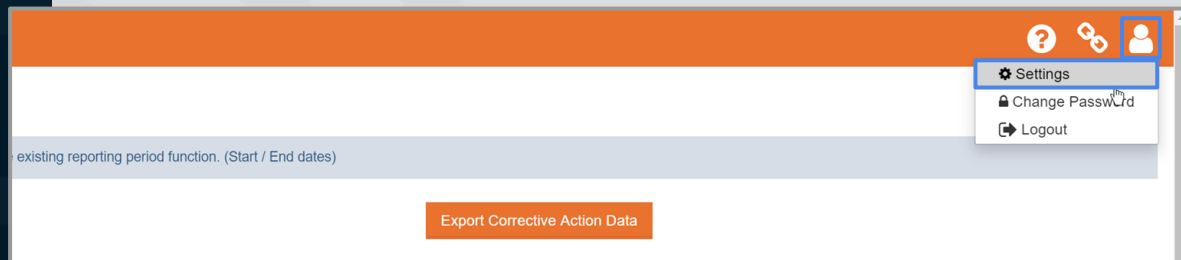 ?
Settings
Change Password
Logout
existing reporting period function. (Start / End dates)
Export Corrective Action Data